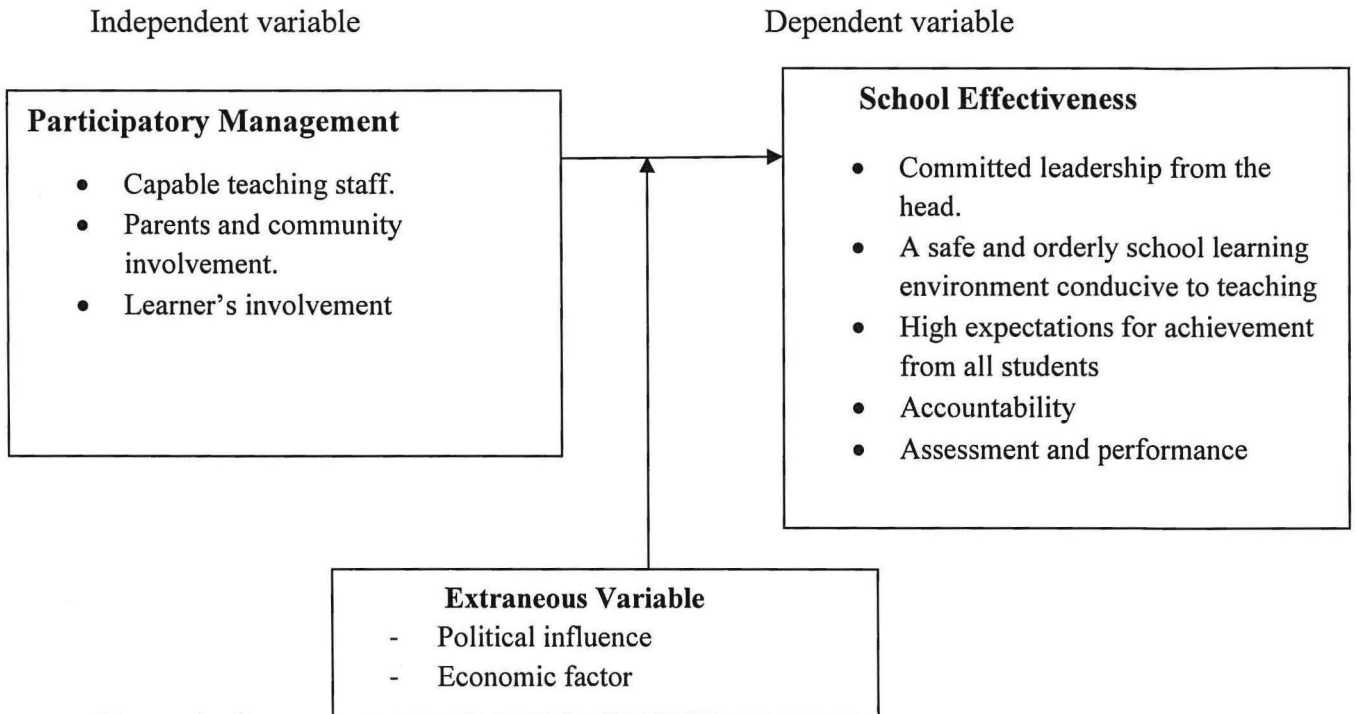 Independent variable
Dependent variable
Participatory Management
• Capable teaching staff.
• Parents and community
involvement.
• Learner's involvement
School Effectiveness
• Committed leadership from the
head.
• A safe and orderly school learning
environment conducive to teaching
• High expectations for achievement
from all students
• Accountability
• Assessment and performance
Extraneous Variable
- Political influence
- Economic factor